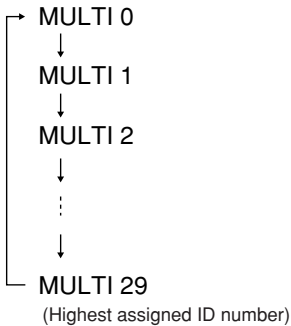 MULTI 0
MULTI 1
MULTI 2
MULTI 29
(Highest assigned ID number)